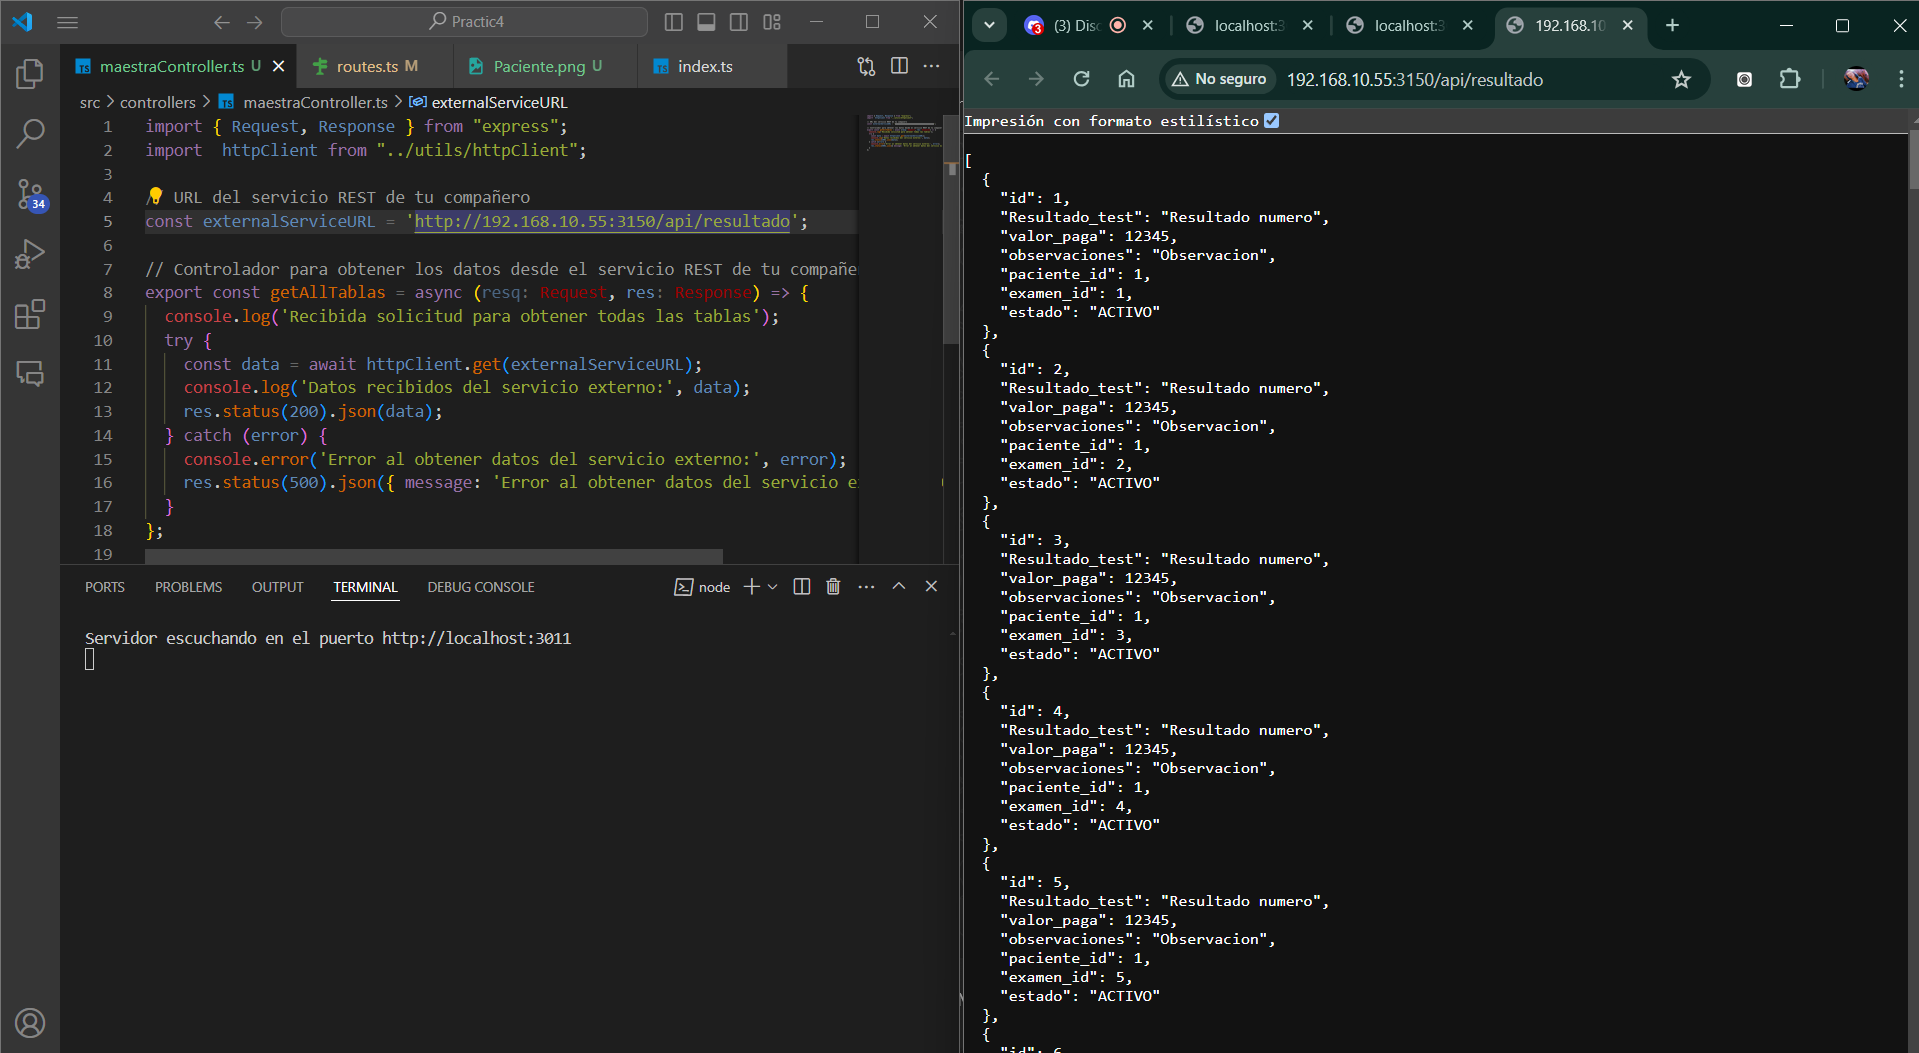 Practic4
maestraController.ts U
routes.ts M
Paciente.png U
index.ts
src > controllers > maestraController.ts > externalServiceURL
34
1 import { Request, Response } from "express";
2 import  httpClient from "../utils/httpClient";
3
4 // URL del servicio REST de tu compañero
5 const externalServiceURL = 'http://192.168.10.55:3150/api/resultado';
6
7 // Controlador para obtener los datos desde el servicio REST de tu compañe
8 export const getAllTablas = async (resq: Request, res: Response) => {
9 console.log('Recibida solicitud para obtener todas las tablas');
10 try {
11 const data = await httpClient.get(externalServiceURL);
12 console.log('Datos recibidos del servicio externo:', data);
13 res.status(200).json(data);
14 } catch (error) {
15 console.error('Error al obtener datos del servicio externo:', error);
16 res.status(500).json({ message: 'Error al obtener datos del servicio e
17 }
18 };
19
PORTS PROBLEMS OUTPUT TERMINAL DEBUG CONSOLE
node
Servidor escuchando en el puerto http://localhost:3011
(3) Disc
localhost:3
localhost:3
192.168.10
No seguro
192.168.10.55:3150/api/resultado
Impresión con formato estilístico
[
{
"id": 1,
"Resultado_test": "Resultado numero",
"valor_paga": 12345,
"observaciones": "Observacion",
"paciente_id": 1,
"examen_id": 1,
"estado": "ACTIVO"
},
{
"id": 2,
"Resultado_test": "Resultado numero",
"valor_paga": 12345,
"observaciones": "Observacion",
"paciente_id": 1,
"examen_id": 2,
"estado": "ACTIVO"
},
{
"id": 3,
"Resultado_test": "Resultado numero",
"valor_paga": 12345,
"observaciones": "Observacion",
"paciente_id": 1,
"examen_id": 3,
"estado": "ACTIVO"
},
{
"id": 4,
"Resultado_test": "Resultado numero",
"valor_paga": 12345,
"observaciones": "Observacion",
"paciente_id": 1,
"examen_id": 4,
"estado": "ACTIVO"
},
{
"id": 5,
"Resultado_test": "Resultado numero",
"valor_paga": 12345,
"observaciones": "Observacion",
"paciente_id": 1,
"examen_id": 5,
"estado": "ACTIVO"
},
{
"id": 6